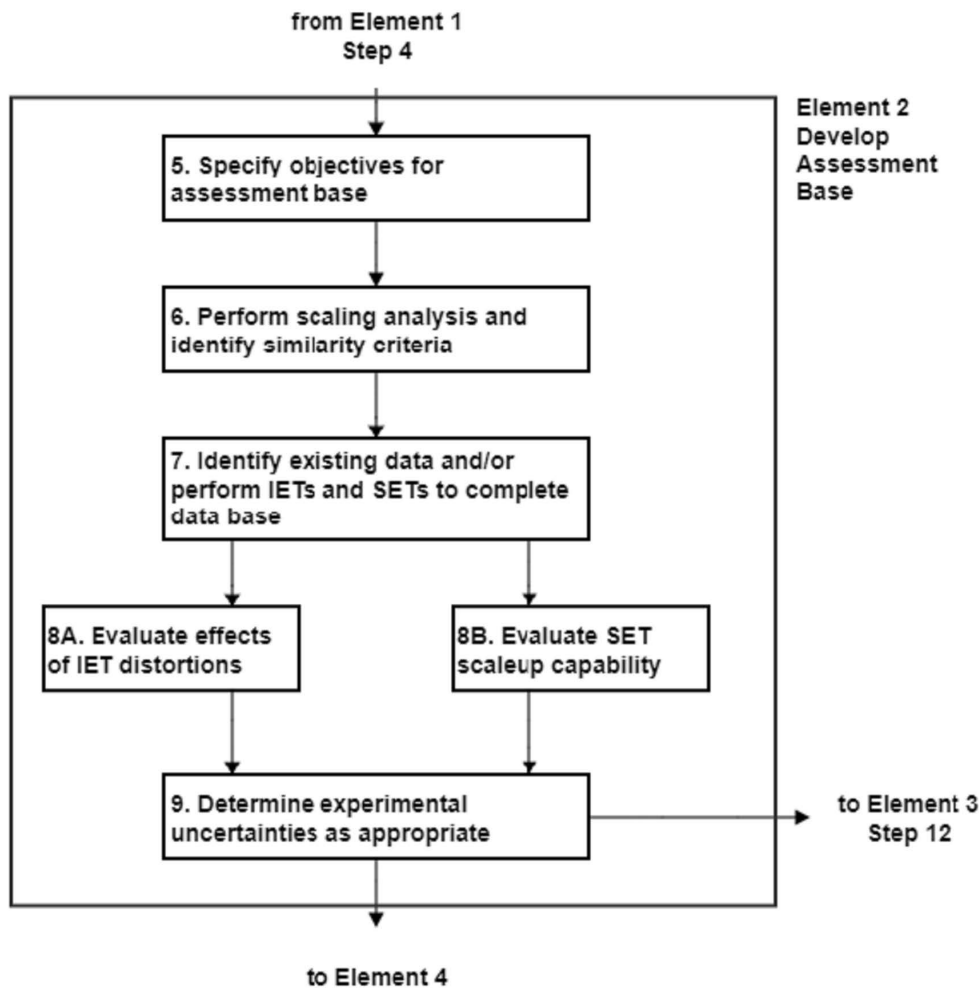 from Element 1
Step 4
Element 2
Develop
Assessment
Base
5. Specify objectives for
assessment base
6. Perform scaling analysis and
identify similarity criteria
7. Identify existing data and/or
perform IETs and SETs to complete
data base
8A. Evaluate effects
of IET distortions
8B. Evaluate SET
scaleup capability
9. Determine experimental
uncertainties as appropriate
to Element 3
Step 12
to Element 4